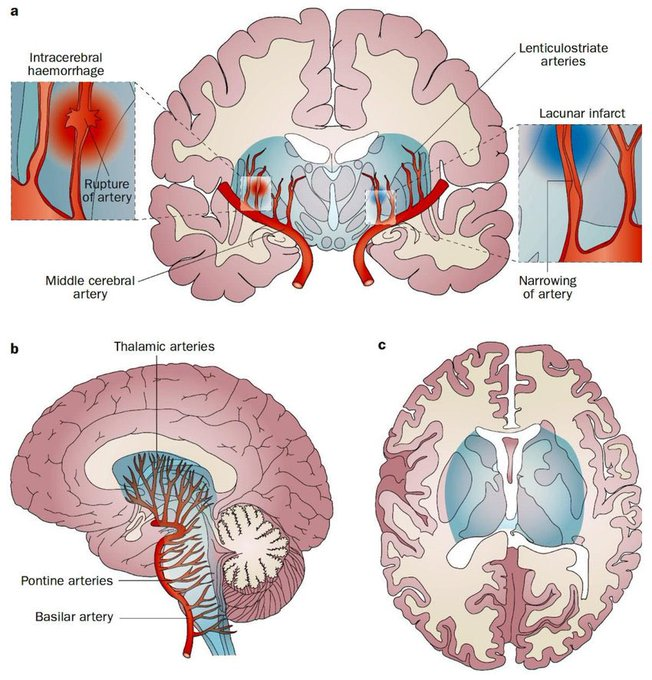 a
Intracerebral
haemorrhage
Rupture
of artery
Middle cerebral
artery
Lenticulostriate
arteries
Lacunar infarct
Narrowing
of artery
b
Thalamic arteries
Pontine arteries
Basilar artery
c